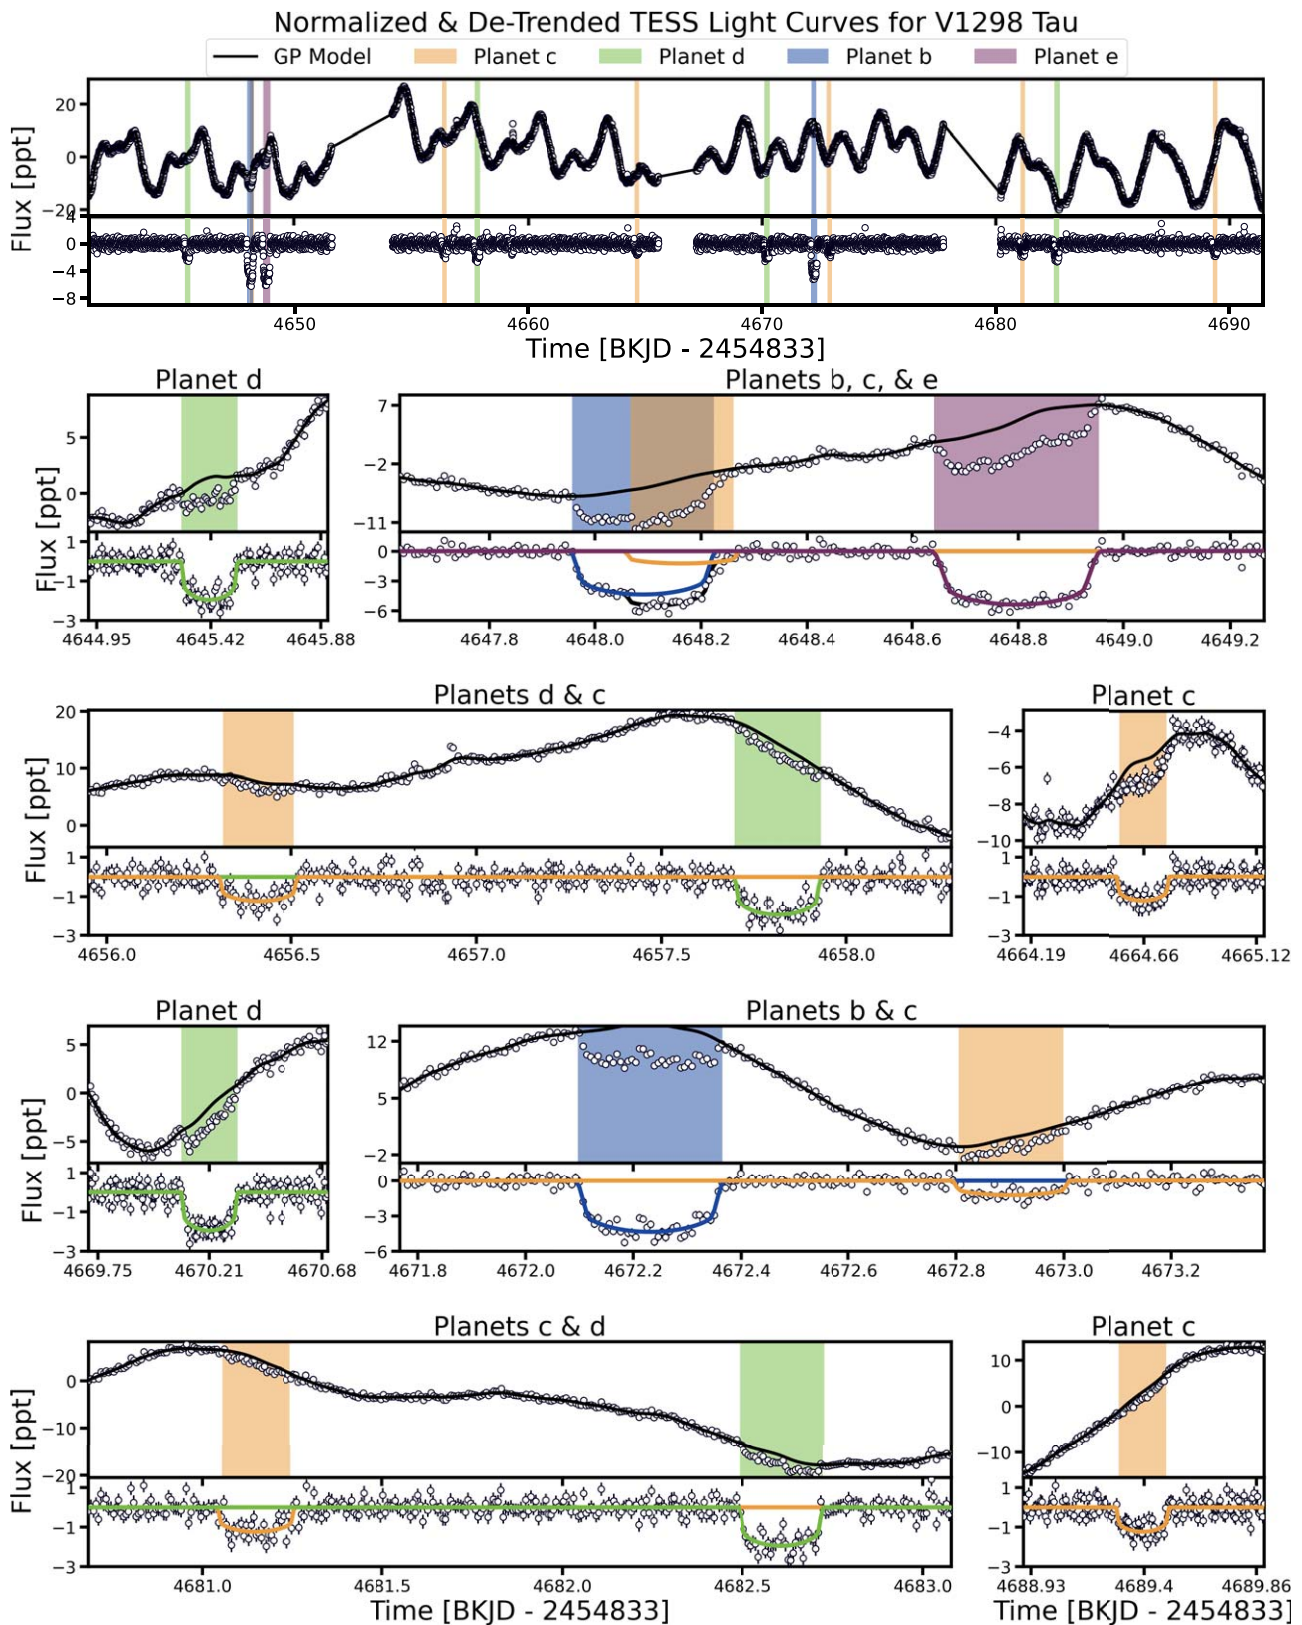 Normalized & De-Trended TESS Light Curves for V1298 Tau
GP Model Planet c Planet d Planet b Planet e
Flux [ppt]
20
0
−20
4
0
−4
−8
4650 4660 4670 4680 4690
Time [BKJD - 2454833]
Planet d
Flux [ppt]
5
0
1
−1
−3
4644.95 4645.42 4645.88
Planets b, c, & e
7
−2
−11
0
−3
−6
4647.8 4648.0 4648.2 4648.4 4648.6 4648.8 4649.0 4649.2
Planets d & c
Flux [ppt]
20
10
0
1
−1
−3
4656.0 4656.5 4657.0 4657.5 4658.0
Planet c
−4
−6
−8
−10
1
−1
−3
4664.19 4664.66 4665.12
Planet d
Flux [ppt]
5
0
−5
1
−1
−3
4669.75 4670.21 4670.68
Planets b & c
12
5
−2
0
−3
−6
4671.8 4672.0 4672.2 4672.4 4672.6 4672.8 4673.0 4673.2
Planets c & d
Flux [ppt]
0
−10
−20
1
−1
−3
4681.0 4681.5 4682.0 4682.5 4683.0
Time [BKJD - 2454833]
Planet c
10
0
−10
1
−1
−3
4688.93 4689.4 4689.86
Time [BKJD - 2454833]